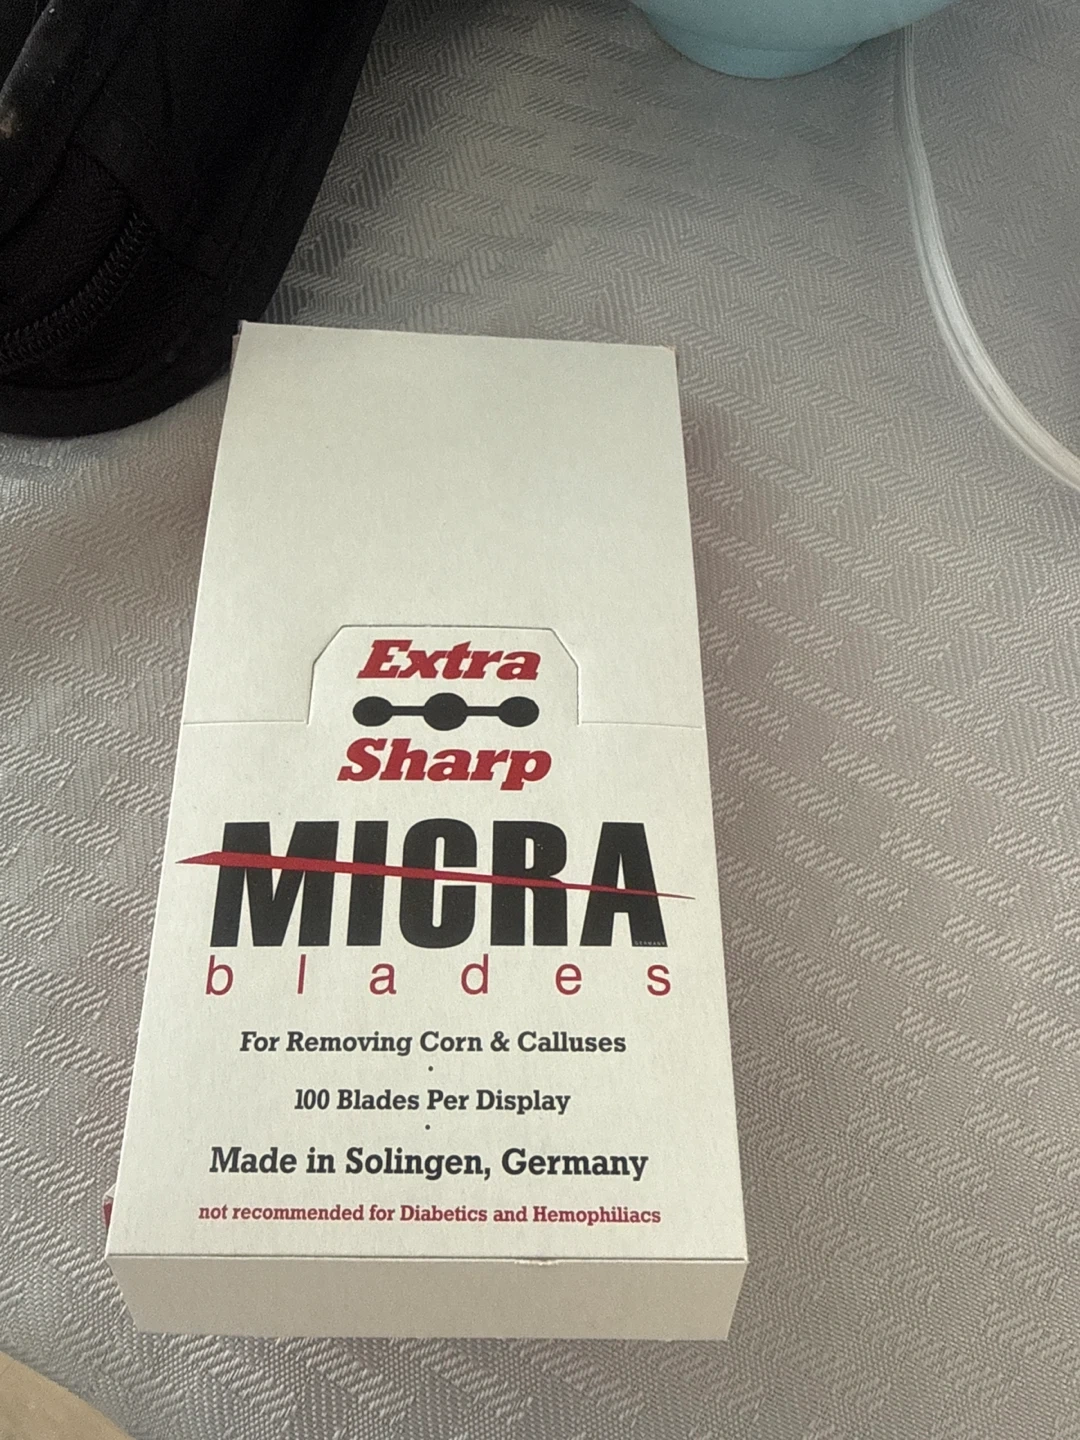 Extra
Sharp
MICRA
GERMANY
blades
For Removing Corn & Calluses
100 Blades Per Display
Made in Solingen, Germany
not recommended for Diabetics and Hemophiliacs